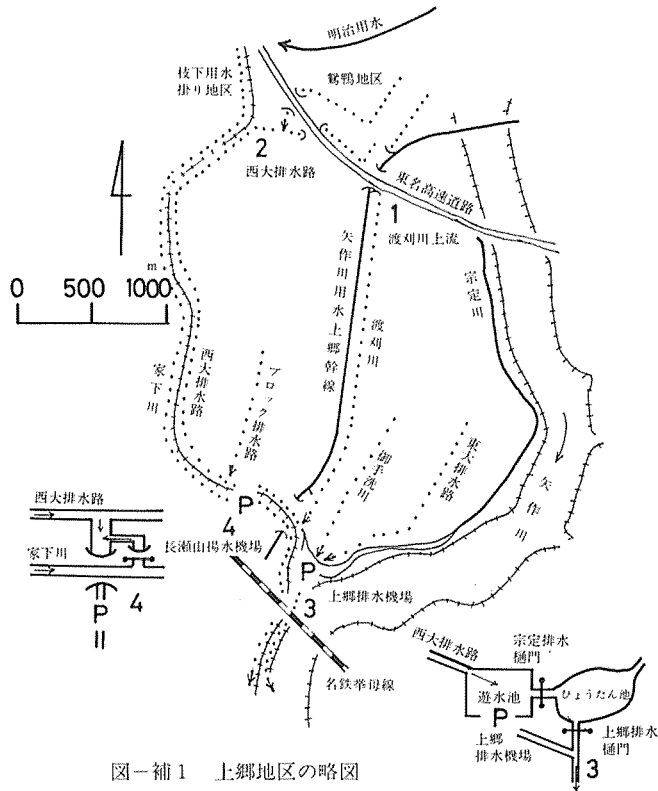 明治用水
枝下用水
掛り地区
鴛鴨地区
2
西大排水路
東名高速道路
1
渡刈川上流
矢作川用水上郷幹線
渡刈川
宗定川
m
0 500 1000
家下川
西大排水路
ブロック排水路
御手洗川
東大排水路
矢作川
P
4
長瀬由揚水機場
P
上郷排水機場
3
名鉄挙母線
西大排水路
家下川
P
4
西大排水路
宗定排水
樋門
遊水池
ひょうたん池
P
上郷
排水機場
上郷排水
樋門
3
図－補1 上郷地区の略図